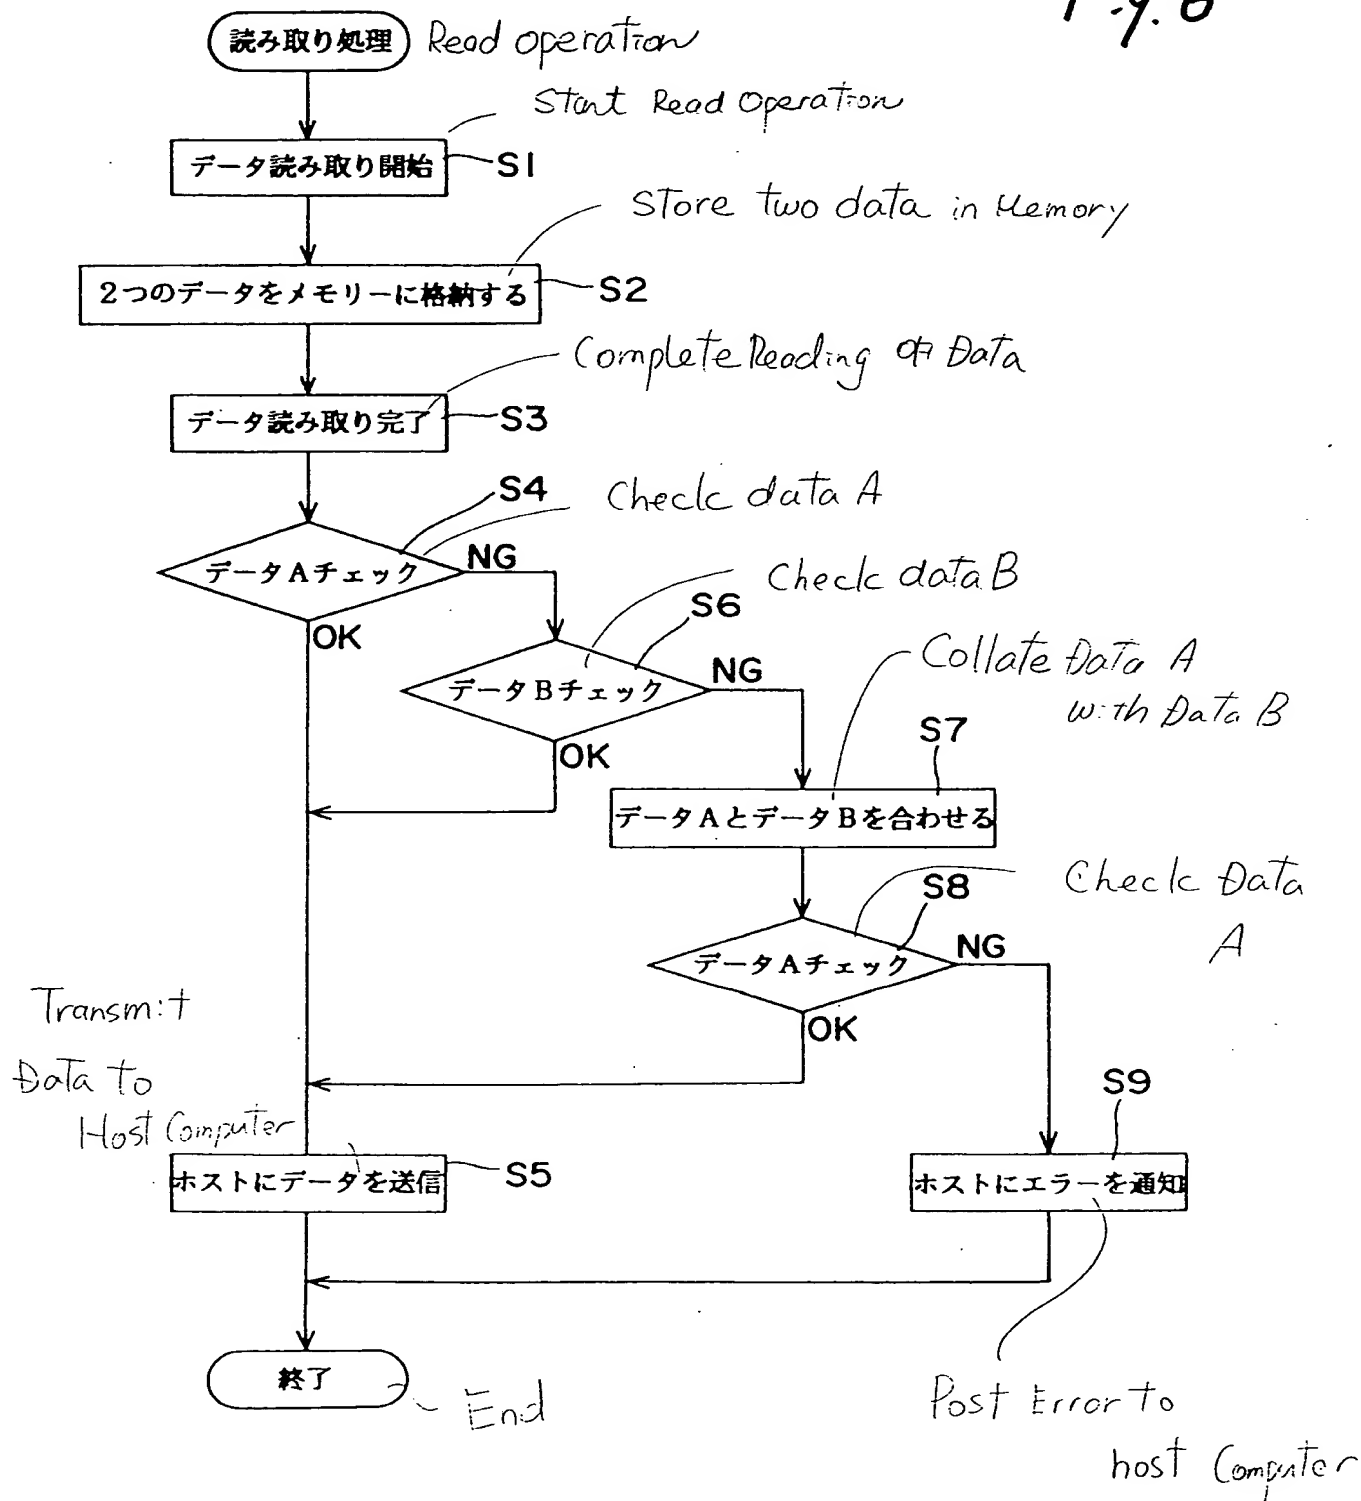 Fig. 6
読み取り処理 Read operation
Start Read Operation
データ読み取り開始 S1
Store two data in Memory
2つのデータをメモリーに格納する S2
Complete Reading of Data
データ読み取り完了 S3
S4 Check data A
データAチェック NG
OK
Check data B
S6
データBチェック NG
OK
Collate Data A
with Data B
S7
データAとデータBを合わせる
Check Data
A
S8
データAチェック NG
OK
Transmit
Data to
Host Computer
ホストにデータを送信 S5
S9
ホストにエラーを通知
終了 End
Post Error to
host Computer